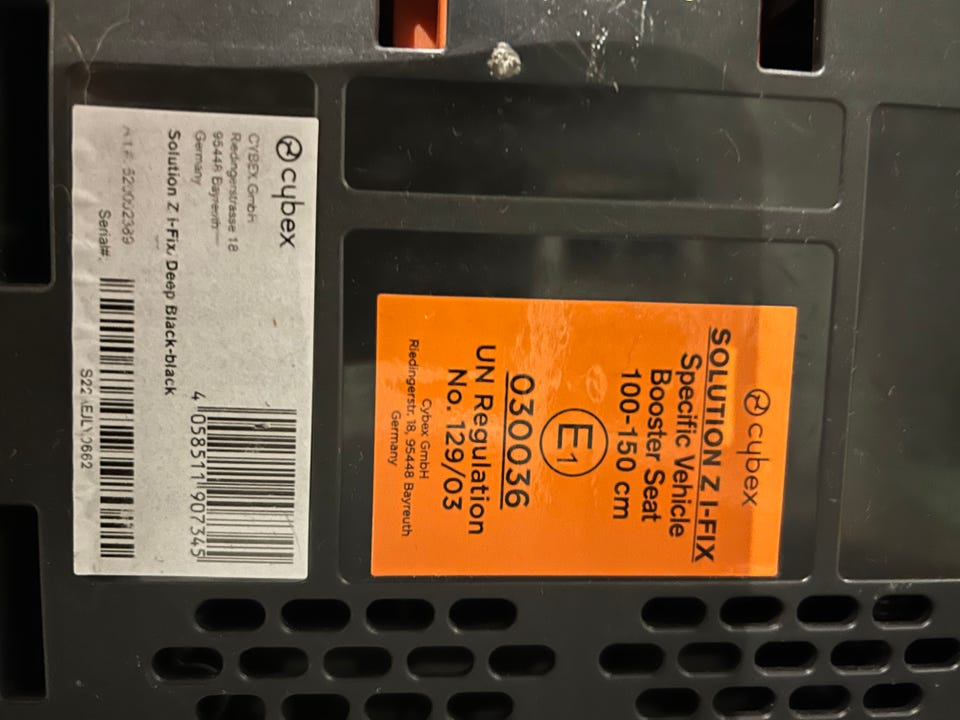 cybex
SOLUTION Z I-FIX
Specific Vehicle
Booster Seat
100-150 cm
E1
030036
UN Regulation
No. 129/03
Cybex GmbH
Riedingerstr. 18, 95448 Bayreuth
Germany
cybex
CYBEX GmbH
Riedingerstrasse 18
95448 Bayreuth
Germany
4 058511 907345
Solution Z I-Fix, Deep Black-black
Serial#: